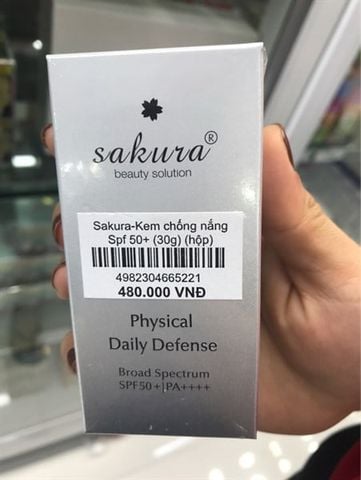 sakura®
beauty solution
Sakura-Kem chống nắng
Spf 50+ (30g) (hộp)
4982304665221
480.000 VNĐ
Physical
Daily Defense
Broad Spectrum
SPF50+|PA++++